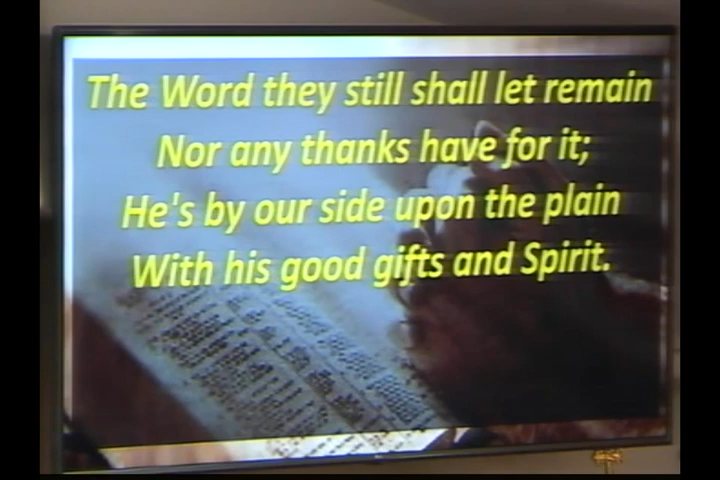 The Word they still shall let remain
Nor any thanks have for it;
He's by our side upon the plain
With his good gifts and Spirit.